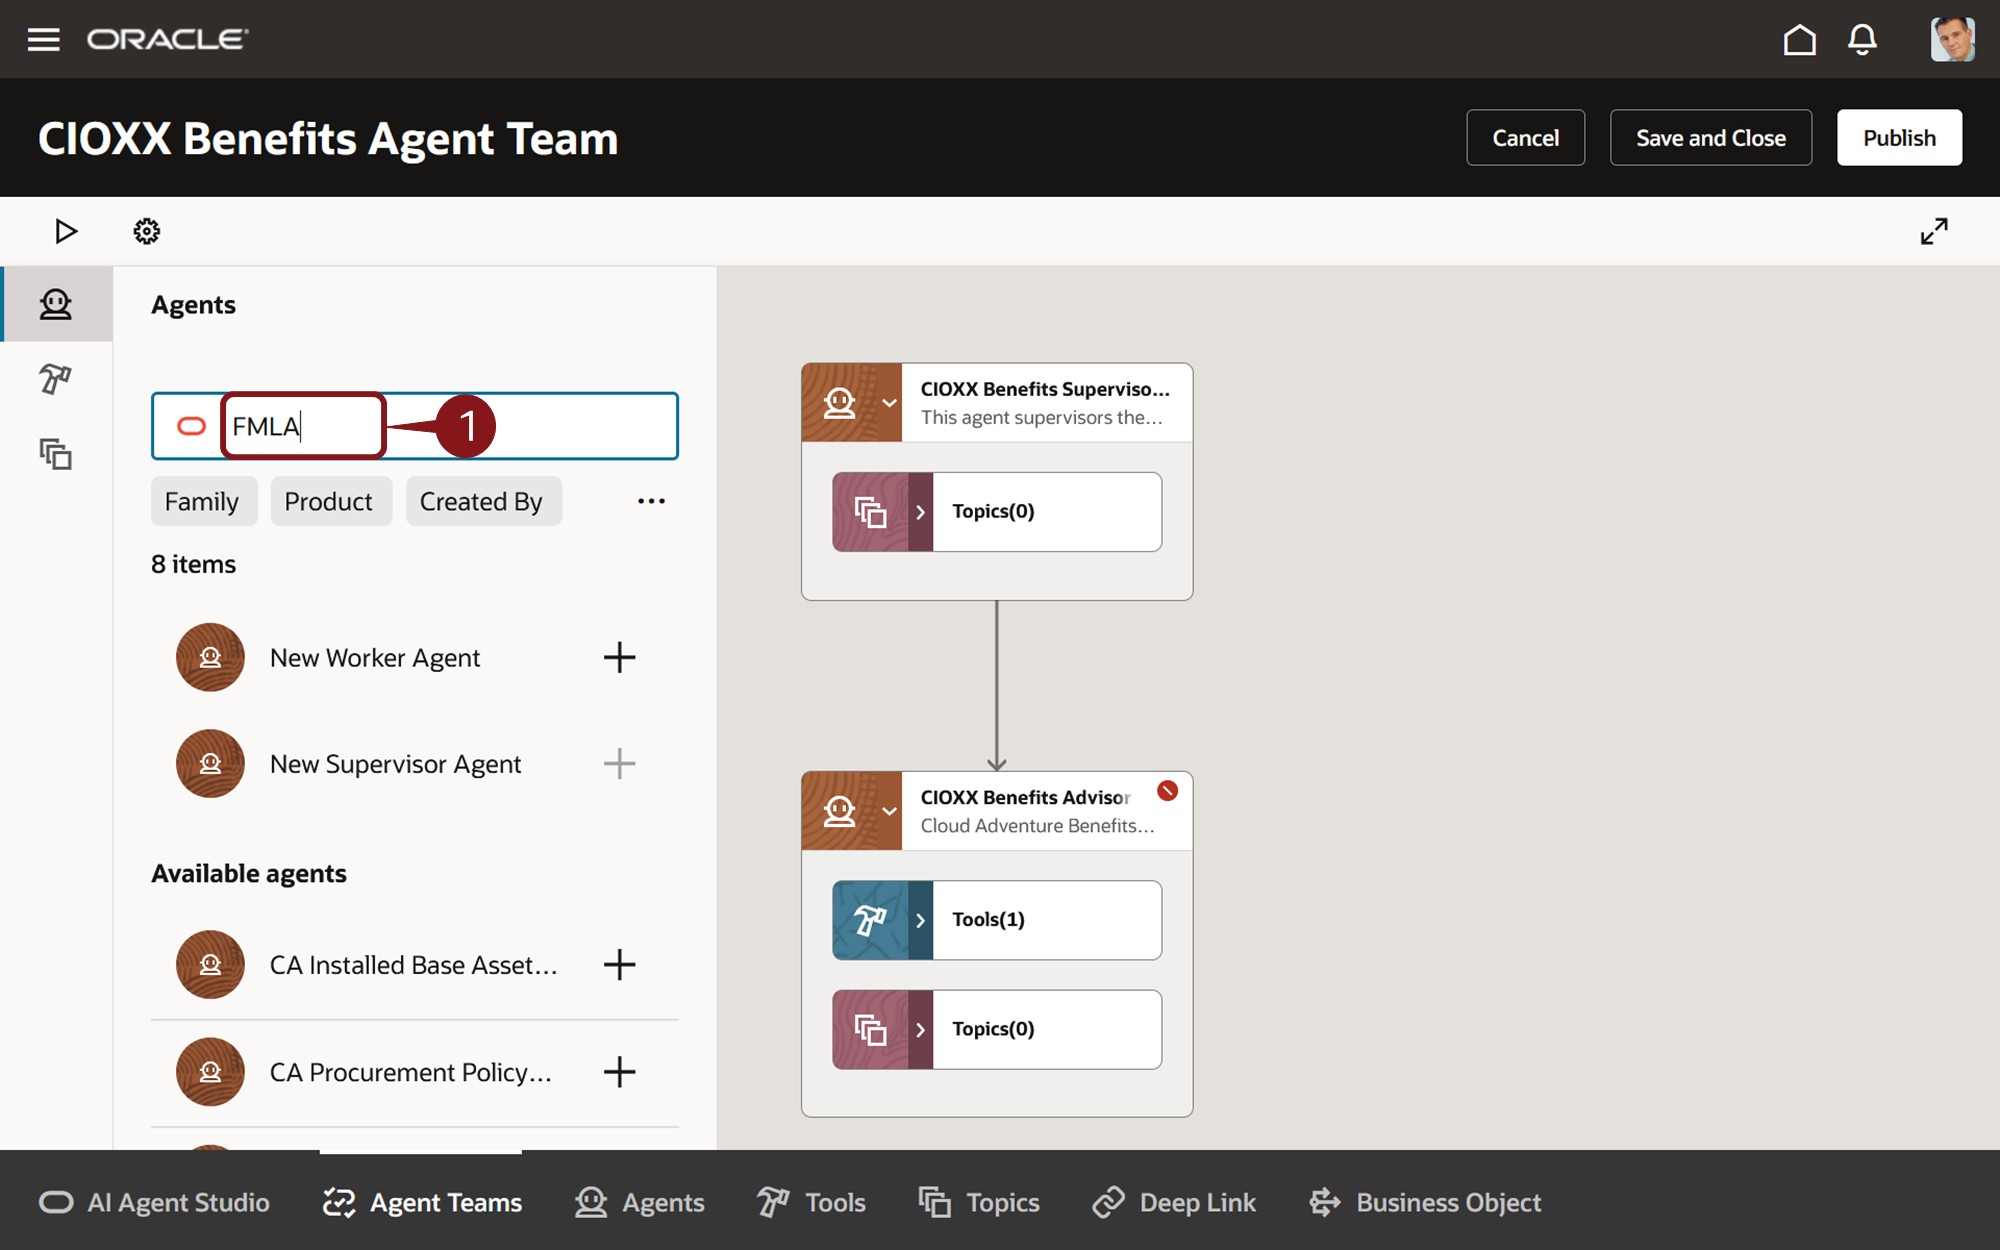 ORACLE
CIOXX Benefits Agent Team
Cancel
Save and Close
Publish
Agents
FMLA
1
Family
Product
Created By
8 items
New Worker Agent
New Supervisor Agent
Available agents
CA Installed Base Asset...
CA Procurement Policy...
CIOXX Benefits Superviso...
This agent supervisors the...
Topics(0)
CIOXX Benefits Advisor
Cloud Adventure Benefits...
Tools(1)
Topics(0)
AI Agent Studio
Agent Teams
Agents
Tools
Topics
Deep Link
Business Object